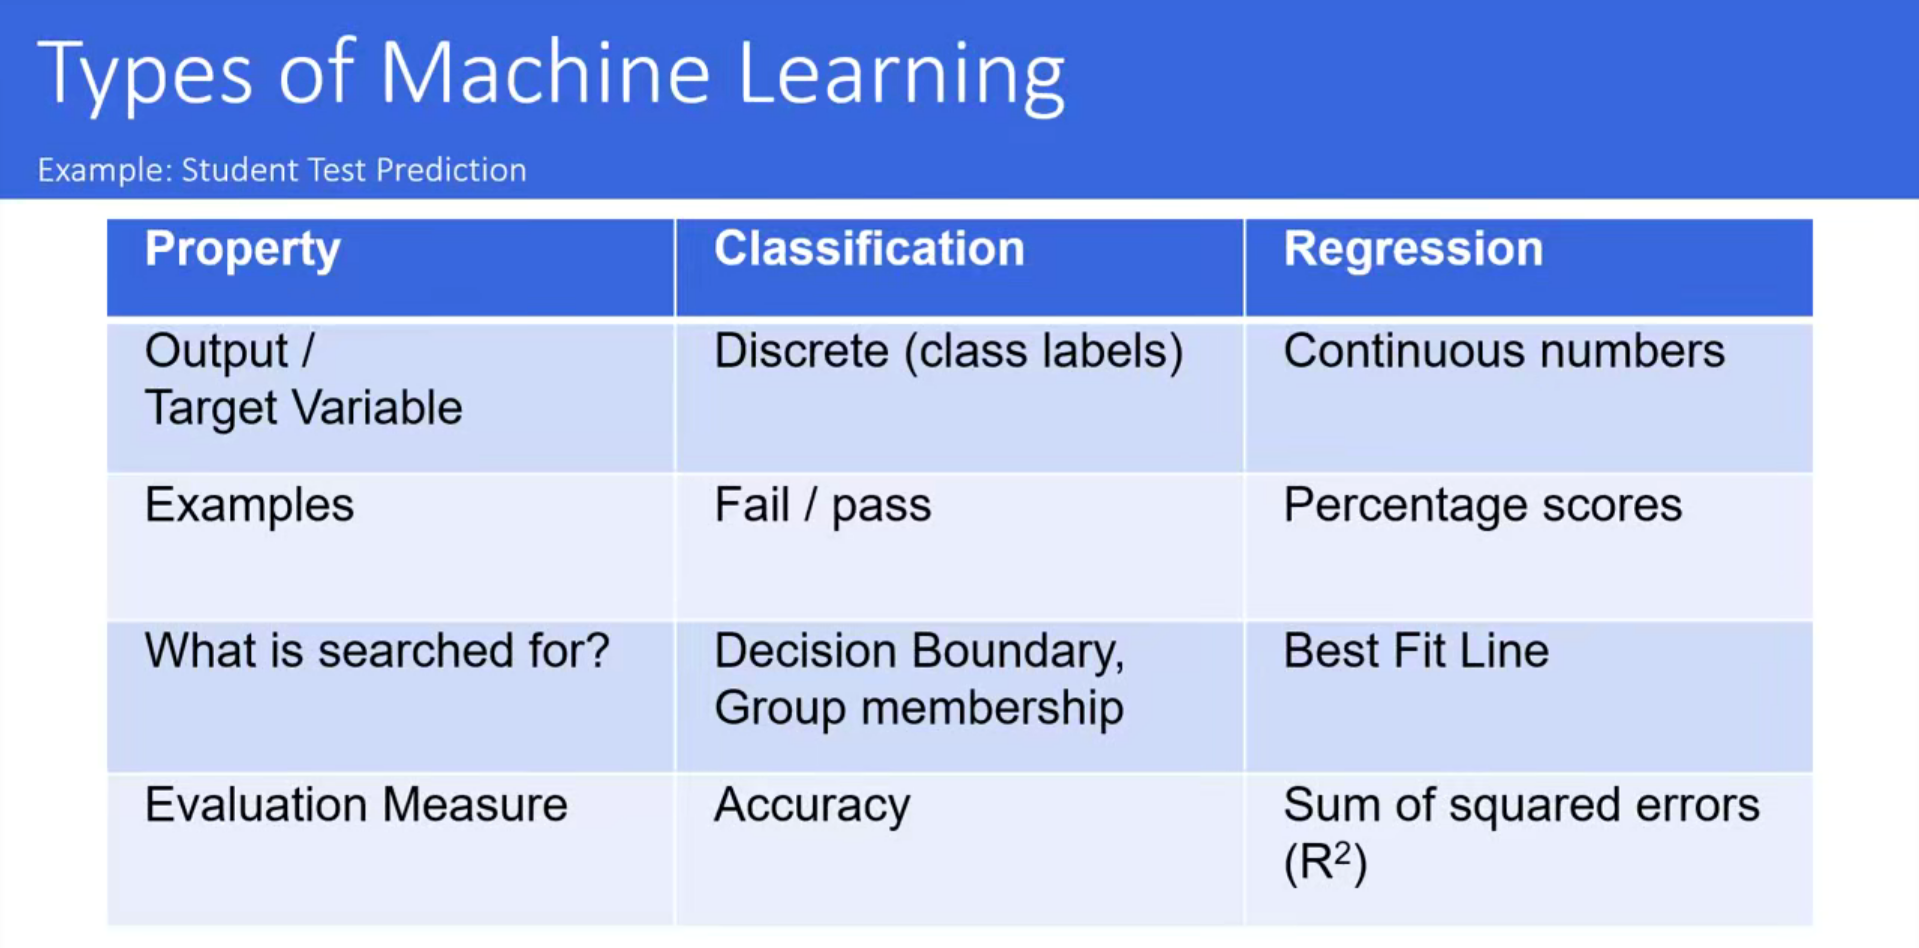 Types of Machine Learning
Example: Student Test Prediction
Property
Classification
Regression
Output /
Target Variable
Discrete (class labels)
Continuous numbers
Examples
Fail / pass
Percentage scores
What is searched for?
Decision Boundary,
Group membership
Best Fit Line
Evaluation Measure
Accuracy
Sum of squared errors
(R²)